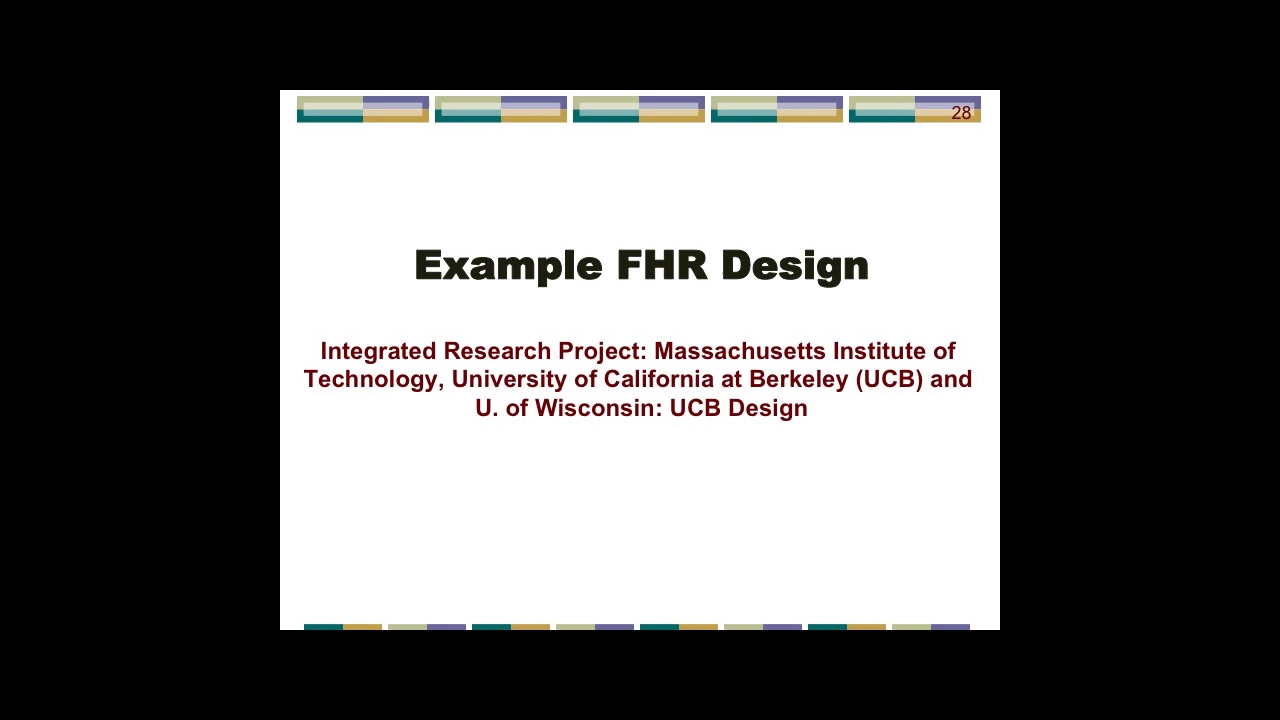 28
Example FHR Design
Integrated Research Project: Massachusetts Institute of
Technology, University of California at Berkeley (UCB) and
U. of Wisconsin: UCB Design